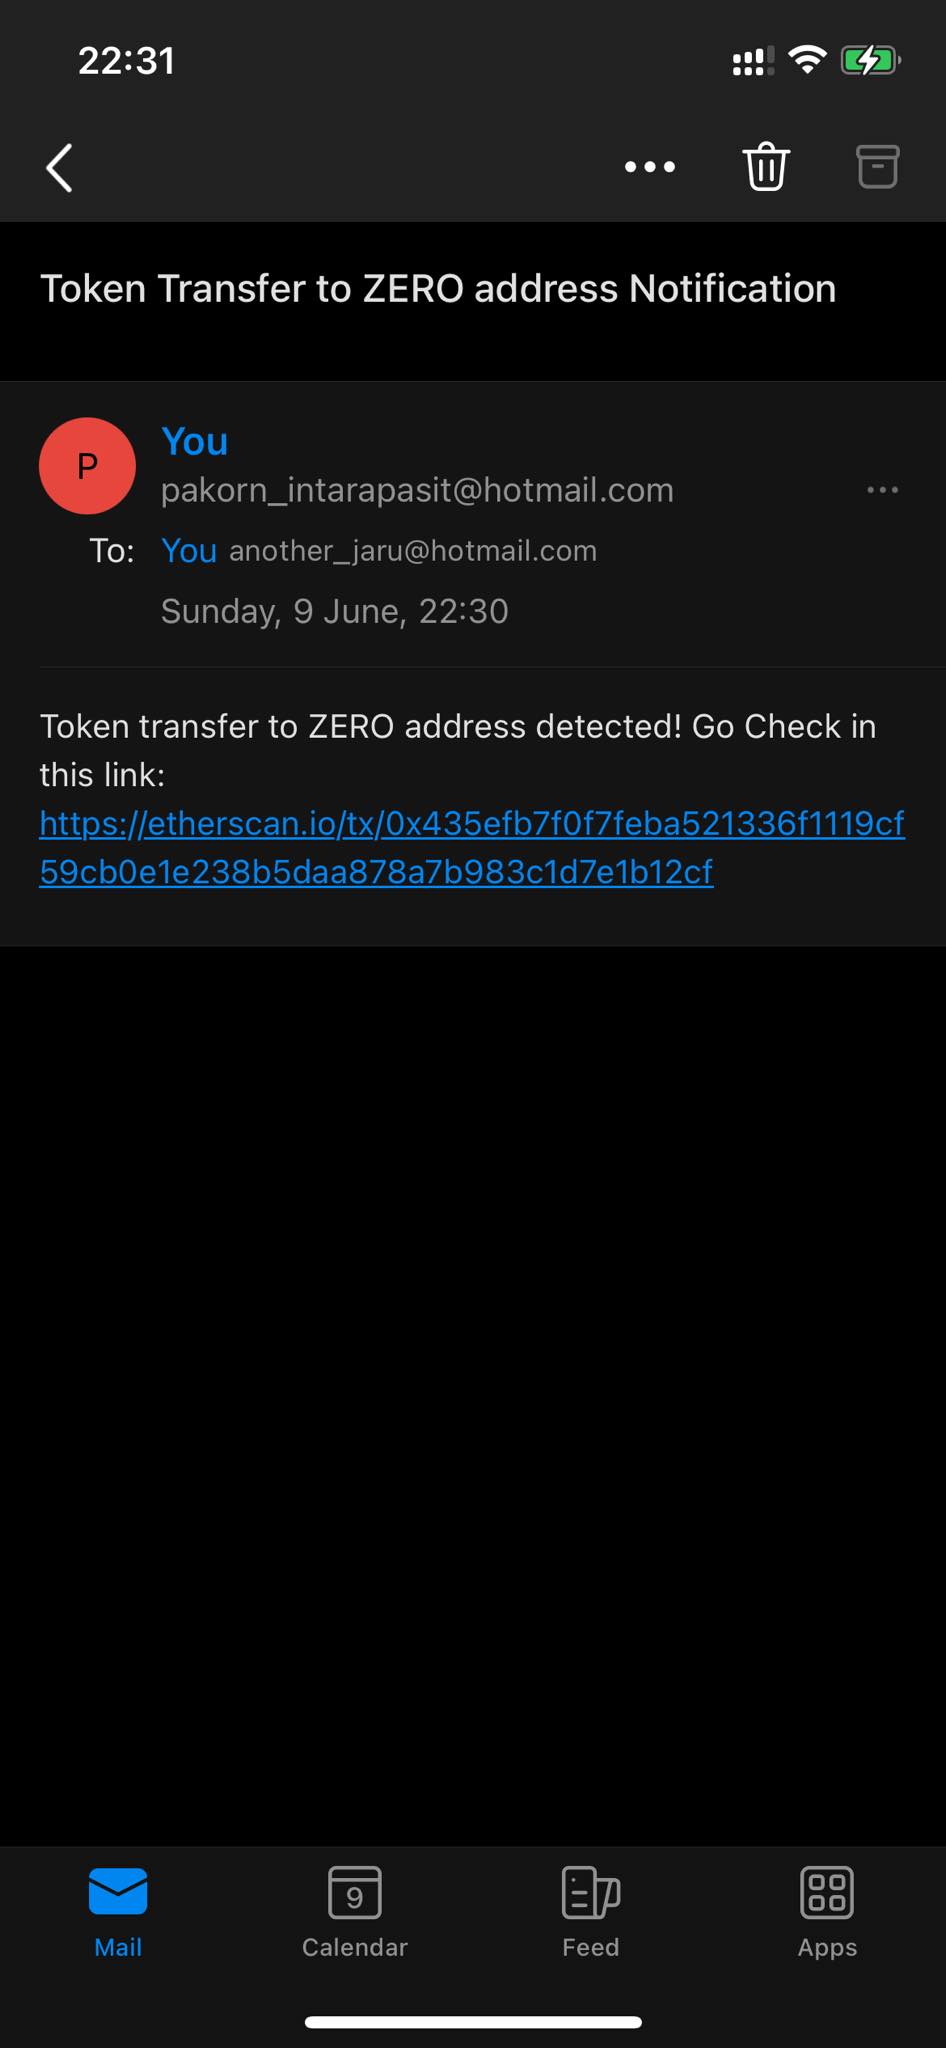 22:31
Token Transfer to ZERO address Notification
P
You
pakorn_intarapasit@hotmail.com
To: You another_jaru@hotmail.com
Sunday, 9 June, 22:30
Token transfer to ZERO address detected! Go Check in
this link:
https://etherscan.io/tx/0x435efb7f0f7feba521336f1119cf
59cb0e1e238b5daa878a7b983c1d7e1b12cf
9
Mail
Calendar
Feed
Apps